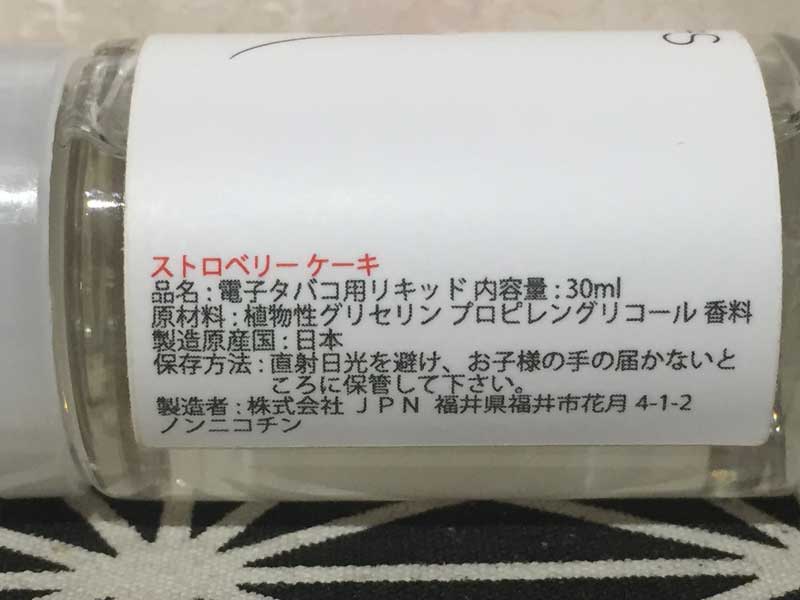 ストロベリー ケーキ
品名 : 電子タバコ用リキッド 内容量 : 30ml
原材料 : 植物性グリセリン プロピレングリコール 香料
製造原産国 : 日本
保存方法 : 直射日光を避け、お子様の手の届かないと
ころに保管して下さい。
製造者 : 株式会社 ＪＰＮ 福井県福井市花月 4-1-2
ノンニコチン